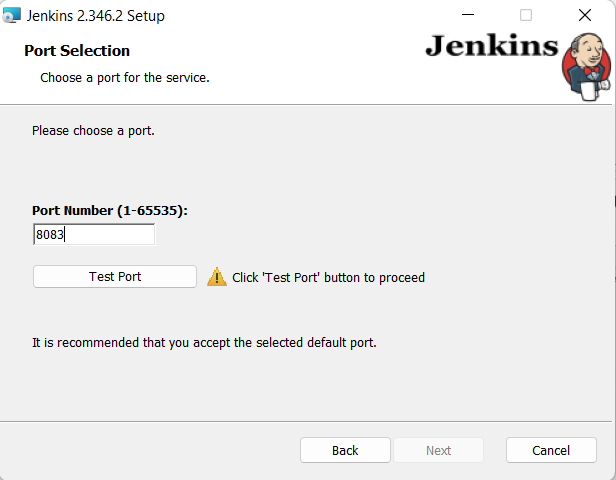 Jenkins 2.346.2 Setup
Port Selection
Jenkins
Choose a port for the service.
Please choose a port.
Port Number (1-65535):
8083
Test Port
Click 'Test Port' button to proceed
It is recommended that you accept the selected default port.
Back
Next
Cancel